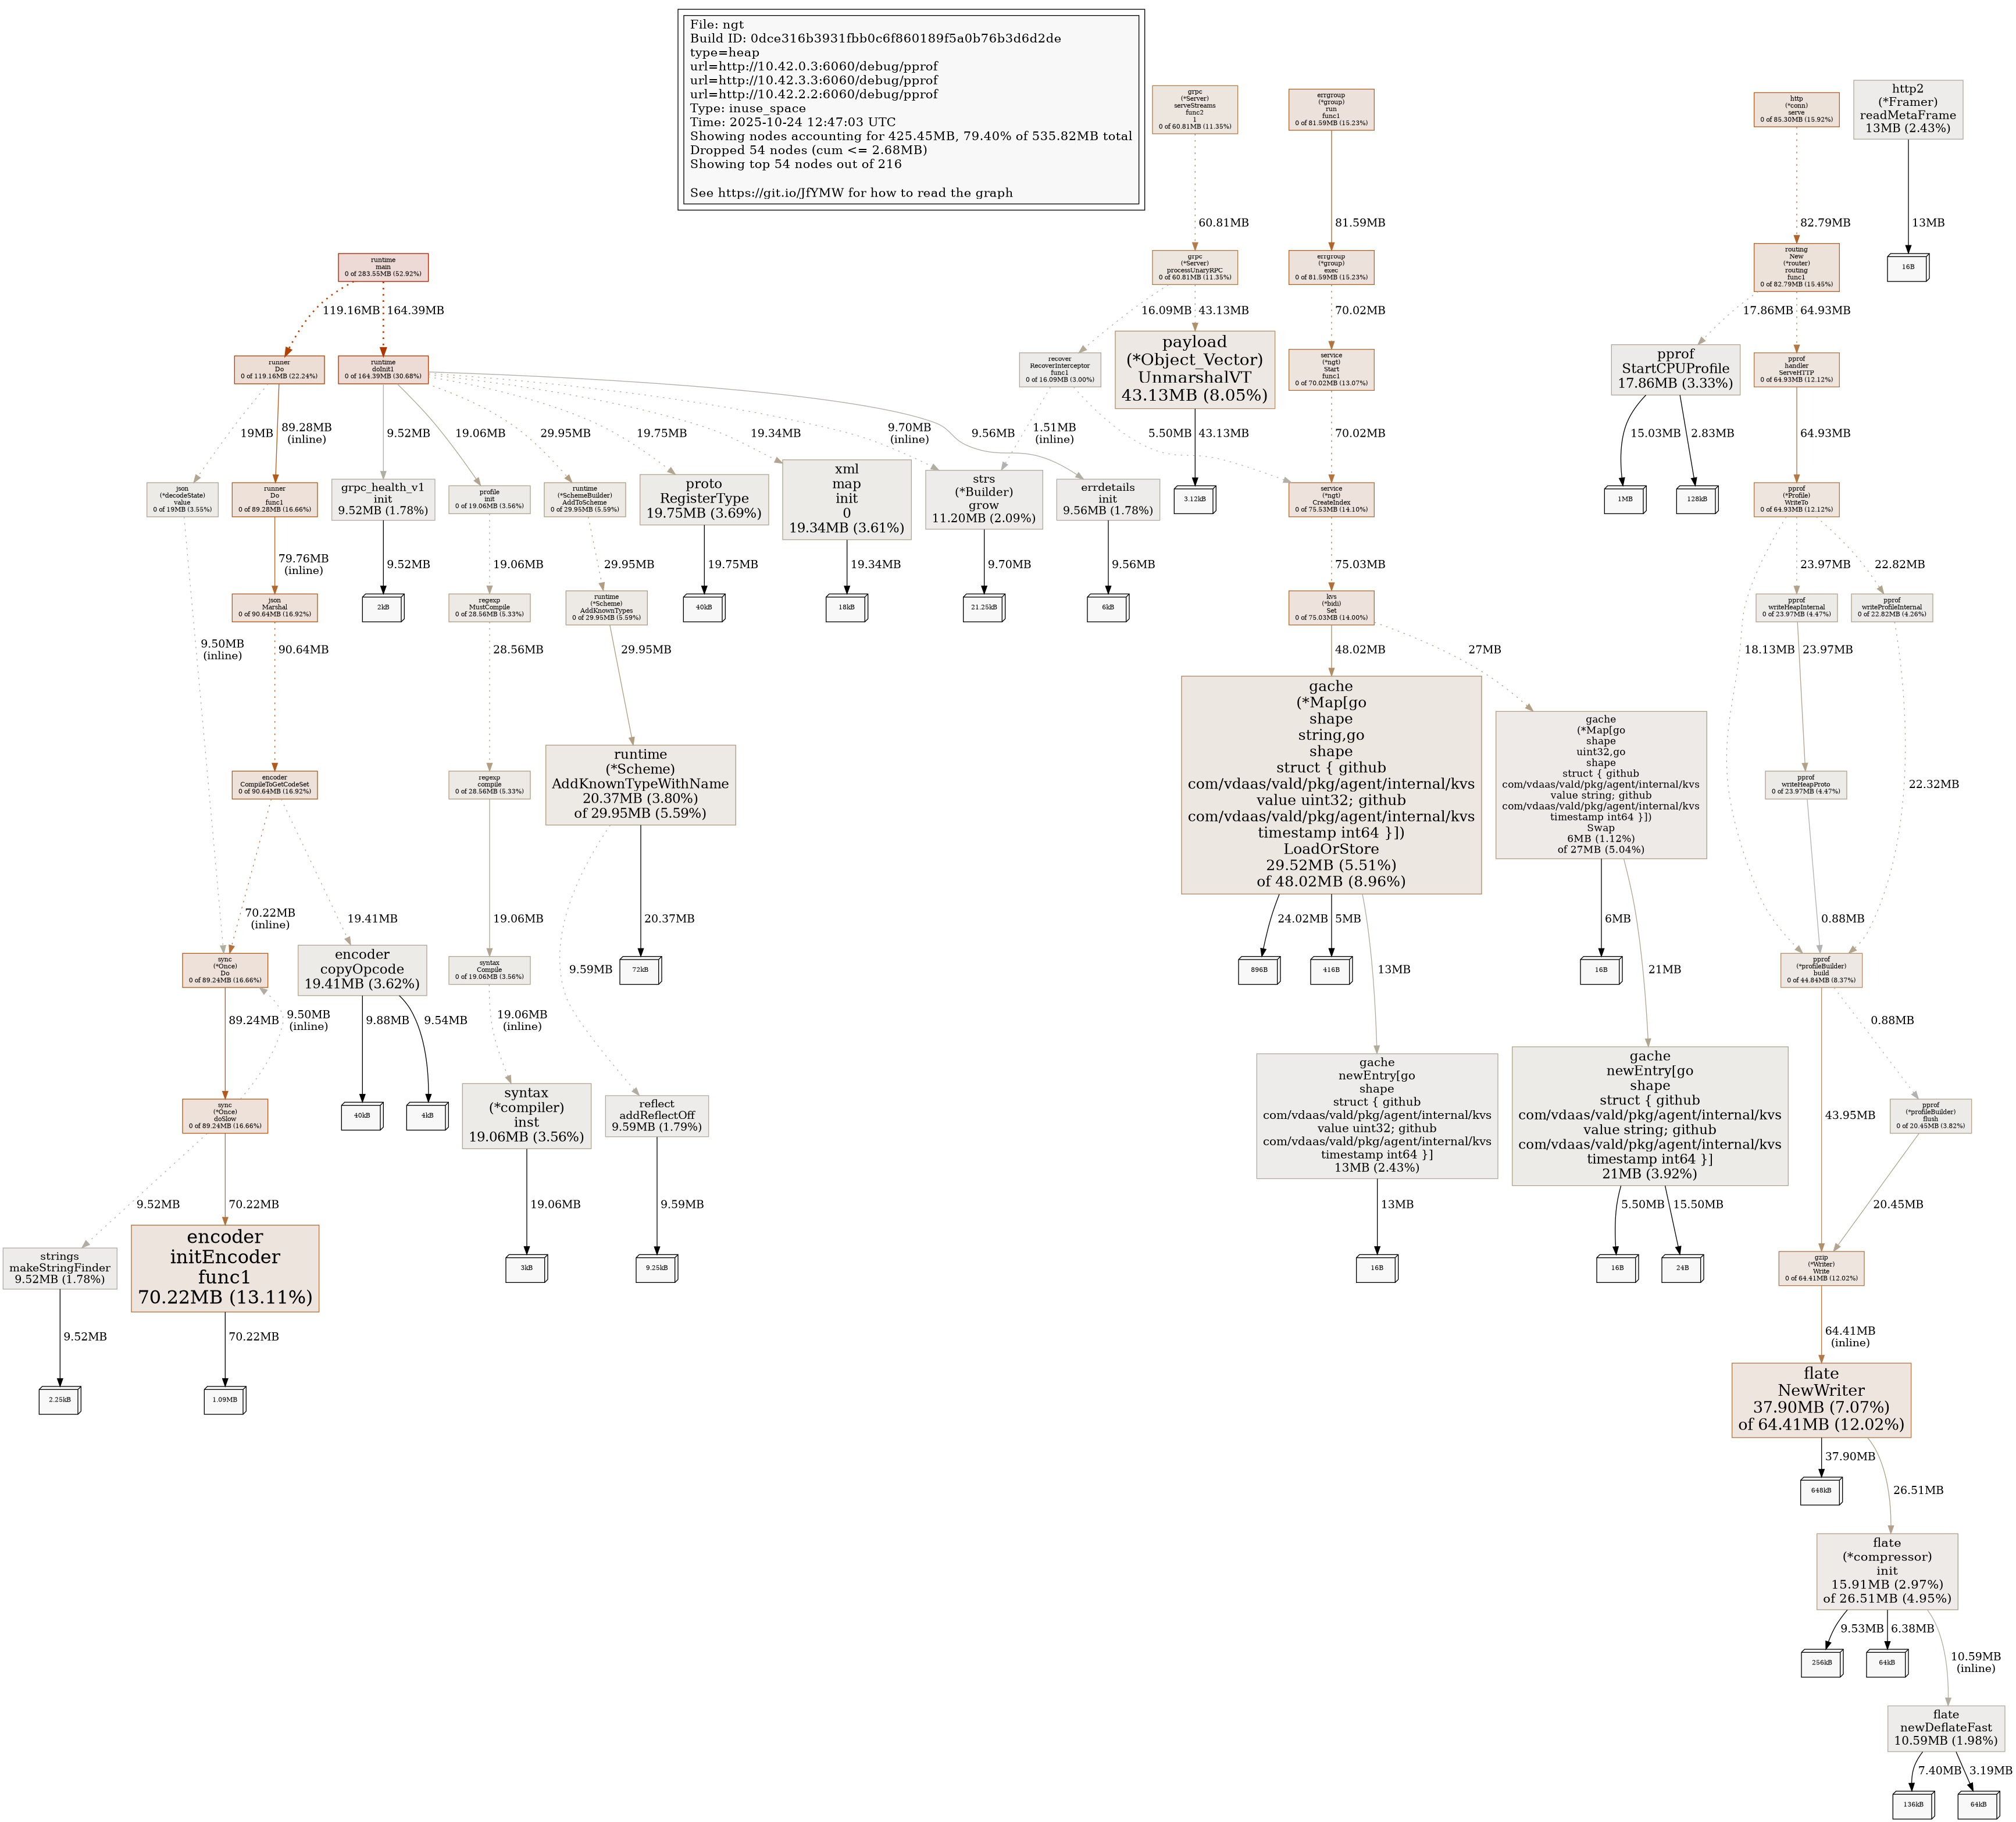 File: ngt
Build ID: 0dce316b3931fbb0c6f860189f5a0b76b3d6d2de
type=heap
url=http://10.42.0.3:6060/debug/pprof
url=http://10.42.3.3:6060/debug/pprof
url=http://10.42.2.2:6060/debug/pprof
Type: inuse_space
Time: 2025-10-24 12:47:03 UTC
Showing nodes accounting for 425.45MB, 79.40% of 535.82MB total
Dropped 54 nodes (cum <= 2.68MB)
Showing top 54 nodes out of 216
See https://git.io/JfYMW for how to read the graph
grpc
(*Server)
serveStreams
func2
1
0 of 60.81MB (11.35%)
errgroup
(*group)
run
func1
0 of 81.59MB (15.23%)
http
(*conn)
serve
0 of 85.30MB (15.92%)
http2
(*Framer)
readMetaFrame
13MB (2.43%)
60.81MB
81.59MB
82.79MB
13MB
runtime
main
0 of 283.55MB (52.92%)
grpc
(*Server)
processUnaryRPC
0 of 60.81MB (11.35%)
errgroup
(*group)
exec
0 of 81.59MB (15.23%)
routing
New
(*router)
routing
func1
0 of 82.79MB (15.45%)
16B
119.16MB
164.39MB
16.09MB
43.13MB
70.02MB
17.86MB
64.93MB
runner
Do
0 of 119.16MB (22.24%)
runtime
doInit1
0 of 164.39MB (30.68%)
recover
RecoverInterceptor
func1
0 of 16.09MB (3.00%)
payload
(*Object_Vector)
UnmarshalVT
43.13MB (8.05%)
service
(*ngt)
Start
func1
0 of 70.02MB (13.07%)
pprof
StartCPUProfile
17.86MB (3.33%)
pprof
handler
ServeHTTP
0 of 64.93MB (12.12%)
19MB
89.28MB
(inline)
9.52MB
19.06MB
29.95MB
19.75MB
19.34MB
9.70MB
(inline)
9.56MB
1.51MB
(inline)
5.50MB
43.13MB
70.02MB
15.03MB
2.83MB
64.93MB
json
(*decodeState)
value
0 of 19MB (3.55%)
runner
Do
func1
0 of 89.28MB (16.66%)
grpc_health_v1
init
9.52MB (1.78%)
profile
init
0 of 19.06MB (3.56%)
runtime
(*SchemeBuilder)
AddToScheme
0 of 29.95MB (5.59%)
proto
RegisterType
19.75MB (3.69%)
xml
map
init
0
19.34MB (3.61%)
strs
(*Builder)
grow
11.20MB (2.09%)
errdetails
init
9.56MB (1.78%)
3.12kB
service
(*ngt)
CreateIndex
0 of 75.53MB (14.10%)
1MB
128kB
pprof
(*Profile)
WriteTo
0 of 64.93MB (12.12%)
79.76MB
(inline)
9.52MB
19.06MB
29.95MB
19.75MB
19.34MB
9.70MB
9.56MB
75.03MB
23.97MB
22.82MB
json
Marshal
0 of 90.64MB (16.92%)
2kB
regexp
MustCompile
0 of 28.56MB (5.33%)
runtime
(*Scheme)
AddKnownTypes
0 of 29.95MB (5.59%)
40kB
18kB
21.25kB
6kB
kvs
(*bidi)
Set
0 of 75.03MB (14.00%)
pprof
writeHeapInternal
0 of 23.97MB (4.47%)
pprof
writeProfileInternal
0 of 22.82MB (4.26%)
9.50MB
(inline)
90.64MB
28.56MB
29.95MB
48.02MB
27MB
18.13MB
23.97MB
encoder
CompileToGetCodeSet
0 of 90.64MB (16.92%)
regexp
compile
0 of 28.56MB (5.33%)
runtime
(*Scheme)
AddKnownTypeWithName
20.37MB (3.80%)
of 29.95MB (5.59%)
gache
(*Map[go
shape
string,go
shape
struct { github
com/vdaas/vald/pkg/agent/internal/kvs
value uint32; github
com/vdaas/vald/pkg/agent/internal/kvs
timestamp int64 }])
LoadOrStore
29.52MB (5.51%)
of 48.02MB (8.96%)
gache
(*Map[go
shape
uint32,go
shape
struct { github
com/vdaas/vald/pkg/agent/internal/kvs
value string; github
com/vdaas/vald/pkg/agent/internal/kvs
timestamp int64 }])
Swap
6MB (1.12%)
of 27MB (5.04%)
pprof
writeHeapProto
0 of 23.97MB (4.47%)
22.32MB
70.22MB
(inline)
19.41MB
19.06MB
9.59MB
20.37MB
24.02MB
5MB
13MB
6MB
21MB
0.88MB
sync
(*Once)
Do
0 of 89.24MB (16.66%)
encoder
copyOpcode
19.41MB (3.62%)
syntax
Compile
0 of 19.06MB (3.56%)
72kB
896B
416B
16B
pprof
(*profileBuilder)
build
0 of 44.84MB (8.37%)
89.24MB
9.50MB
(inline)
9.88MB
9.54MB
19.06MB
(inline)
0.88MB
sync
(*Once)
doSlow
0 of 89.24MB (16.66%)
40kB
4kB
syntax
(*compiler)
inst
19.06MB (3.56%)
reflect
addReflectOff
9.59MB (1.79%)
gache
newEntry[go
shape
struct { github
com/vdaas/vald/pkg/agent/internal/kvs
value uint32; github
com/vdaas/vald/pkg/agent/internal/kvs
timestamp int64 }]
13MB (2.43%)
gache
newEntry[go
shape
struct { github
com/vdaas/vald/pkg/agent/internal/kvs
value string; github
com/vdaas/vald/pkg/agent/internal/kvs
timestamp int64 }]
21MB (3.92%)
43.95MB
pprof
(*profileBuilder)
flush
0 of 20.45MB (3.82%)
9.52MB
70.22MB
19.06MB
9.59MB
13MB
5.50MB
15.50MB
20.45MB
strings
makeStringFinder
9.52MB (1.78%)
encoder
initEncoder
func1
70.22MB (13.11%)
3kB
9.25kB
16B
16B
24B
gzip
(*Writer)
Write
0 of 64.41MB (12.02%)
9.52MB
70.22MB
64.41MB
(inline)
2.25kB
1.09MB
flate
NewWriter
37.90MB (7.07%)
of 64.41MB (12.02%)
37.90MB
26.51MB
648kB
flate
(*compressor)
init
15.91MB (2.97%)
of 26.51MB (4.95%)
9.53MB
6.38MB
10.59MB
(inline)
256kB
64kB
flate
newDeflateFast
10.59MB (1.98%)
7.40MB
3.19MB
136kB
64kB